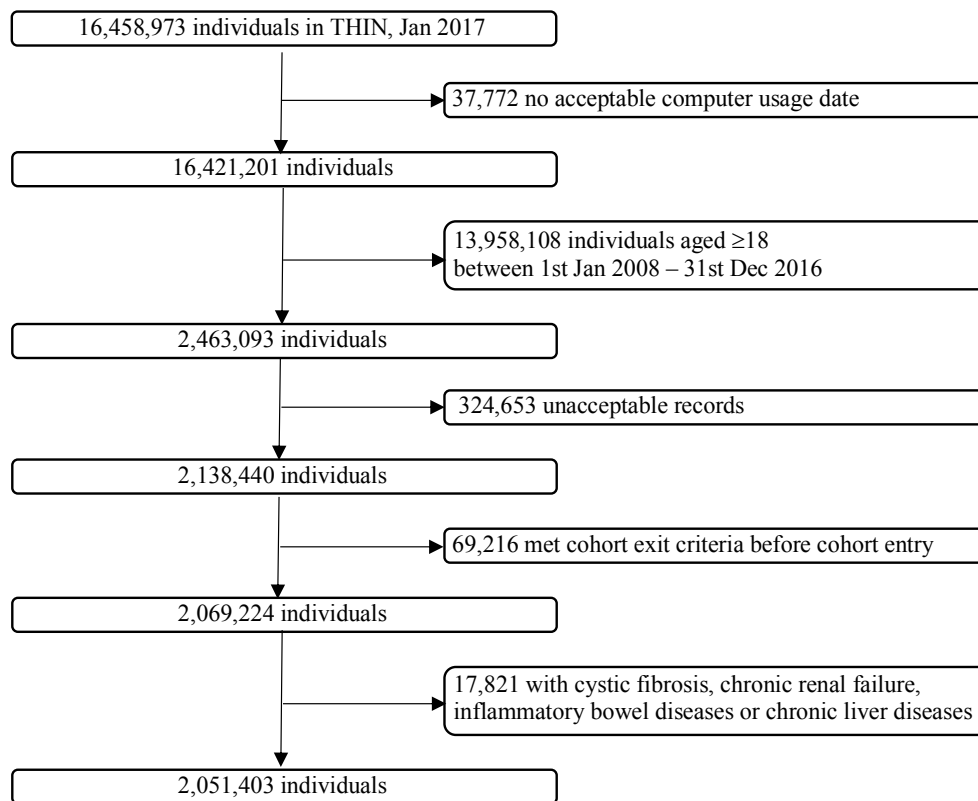 16,458,973 individuals in THIN, Jan 2017
37,772 no acceptable computer usage date
16,421,201 individuals
13,958,108 individuals aged ≥18
between 1st Jan 2008 – 31st Dec 2016
2,463,093 individuals
324,653 unacceptable records
2,138,440 individuals
69,216 met cohort exit criteria before cohort entry
2,069,224 individuals
17,821 with cystic fibrosis, chronic renal failure,
inflammatory bowel diseases or chronic liver diseases
2,051,403 individuals